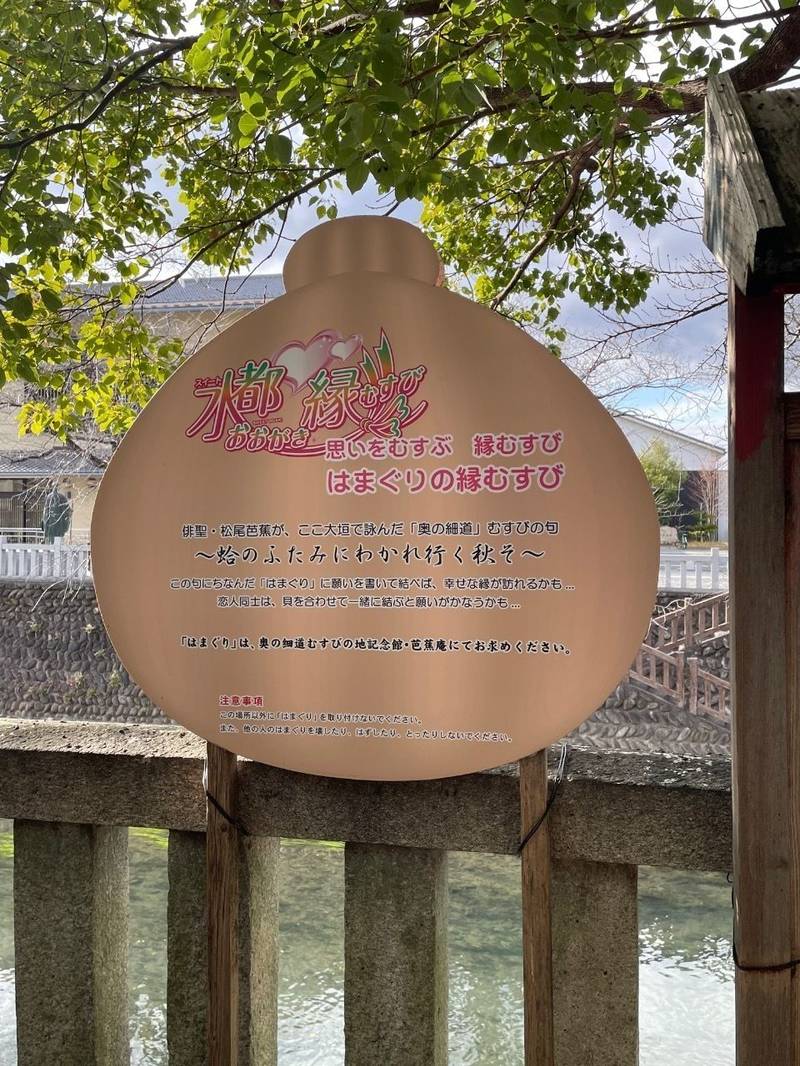 スイート
水都
縁むすび
おおがき
思いをむすぶ 縁むすび
はまぐりの縁むすび
俳聖・松尾芭蕉が、ここ大垣で詠んだ「奥の細道」むすびの句
～蛤のふたみにわかれ行く秋そ～
この句にちなんだ「はまぐり」に願いを書いて結べば、幸せな縁が訪れるかも…
恋人同士は、貝を合わせて一緒に結ぶと願いがかなうかも…
「はまぐり」は、奥の細道むすびの地記念館・芭蕉庵にてお求めください。
注意事項
この場所以外に「はまぐり」を取り付けないでください。
また、他の人のはまぐりを壊したり、はずしたり、とったりしないでください。